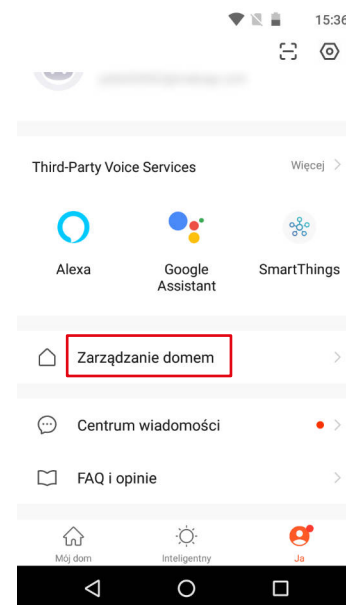 15:36
Third-Party Voice Services
Więcej
Alexa
Google
Assistant
SmartThings
Zarządzanie domem
Centrum wiadomości
FAQ i opinie
Mój dom
Inteligentny
Ja